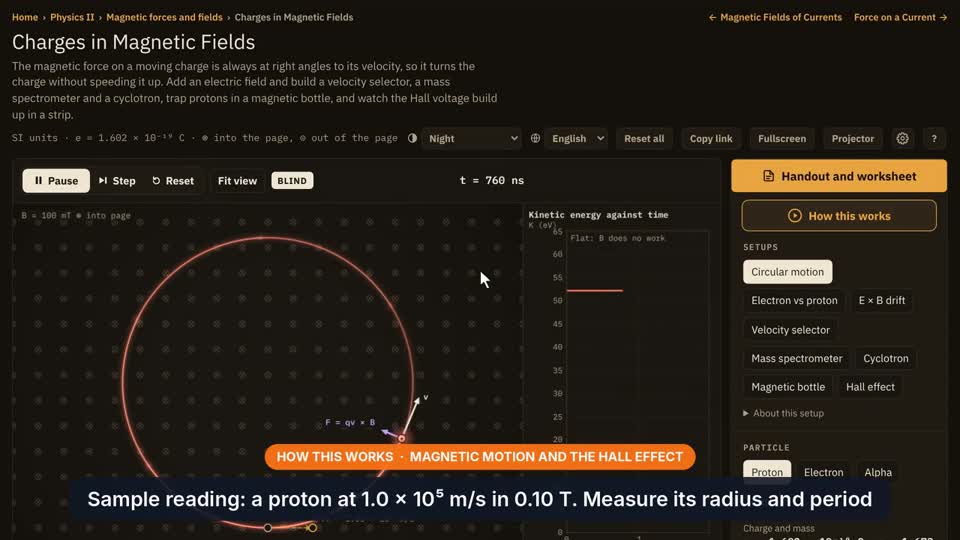 Home › Physics II › Magnetic forces and fields › Charges in Magnetic Fields
← Magnetic Fields of Currents Force on a Current →
Charges in Magnetic Fields
The magnetic force on a moving charge is always at right angles to its velocity, so it turns the
charge without speeding it up. Add an electric field and build a velocity selector, a mass
spectrometer and a cyclotron, trap protons in a magnetic bottle, and watch the Hall voltage build
up in a strip.
SI units · e = 1.602 × 10⁻¹⁹ C · ⊗ into the page, ⊙ out of the page
Night
English
Reset all
Copy link
Fullscreen
Projector
?
Pause
Step
Reset
Fit view
BLIND
t = 760 ns
Handout and worksheet
How this works
B = 100 mT ⊗ into page
Kinetic energy against time
K (eV)
65
Flat: B does no work
60
55
50
45
40
35
30
25
20
0
v
F = qv × B
SETUPS
Circular motion
Electron vs proton
E × B drift
Velocity selector
Mass spectrometer
Cyclotron
Magnetic bottle
Hall effect
▶ About this setup
PARTICLE
Proton
Electron
Alpha
Charge and mass
HOW THIS WORKS · MAGNETIC MOTION AND THE HALL EFFECT
Sample reading: a proton at 1.0 × 10⁵ m/s in 0.10 T. Measure its radius and period